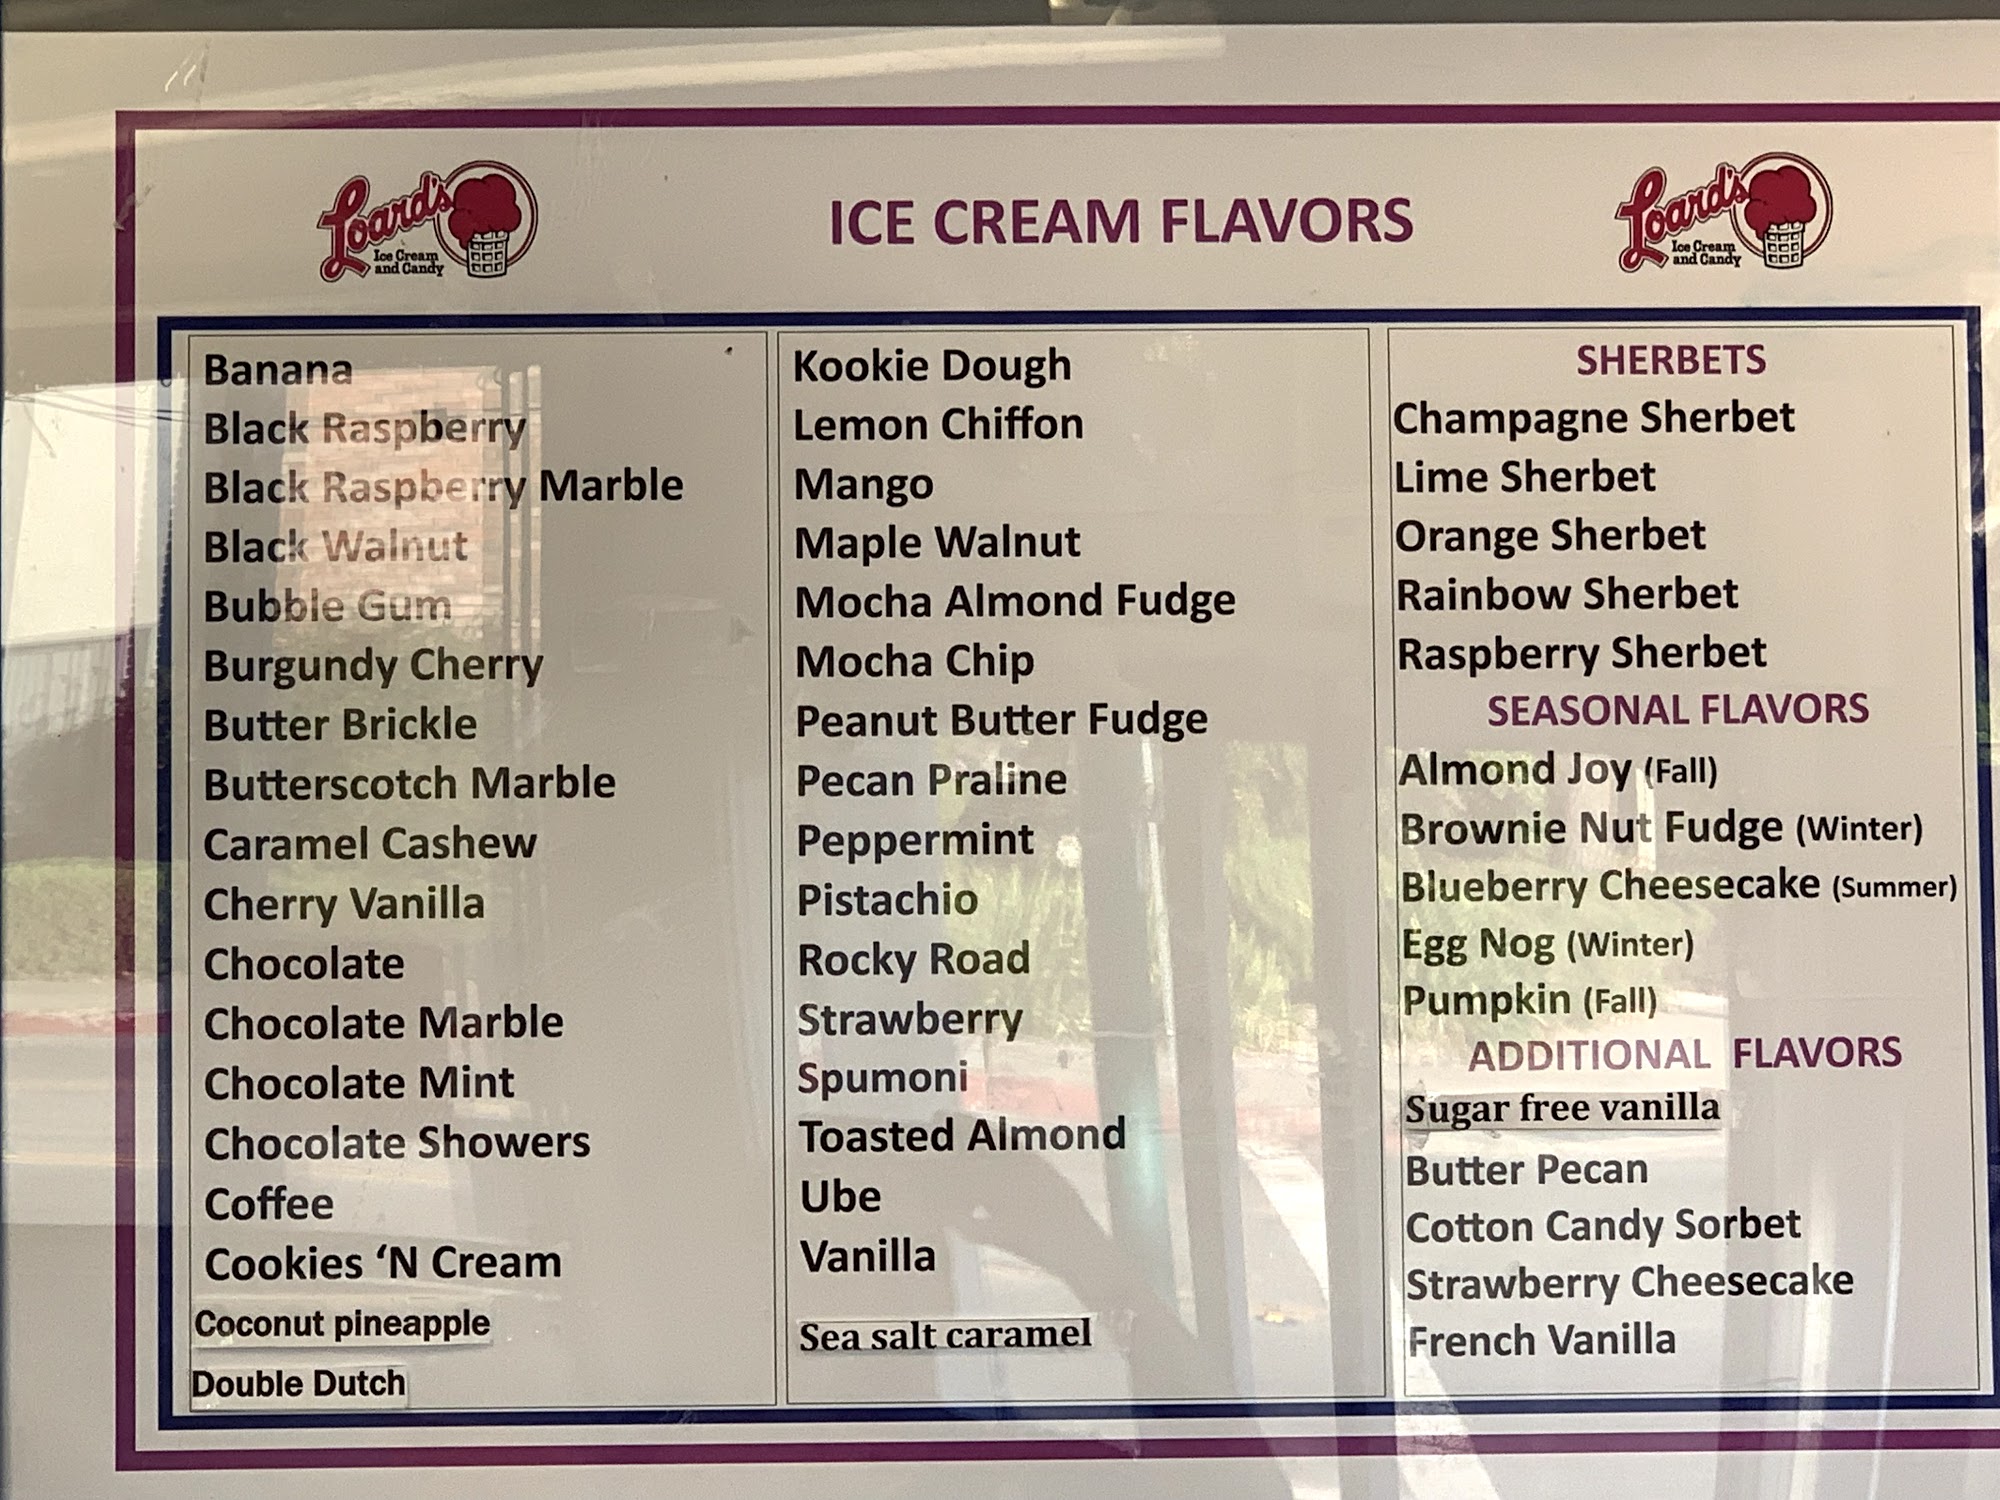 Loard's
Ice Cream
and Candy
ICE CREAM FLAVORS
Loard's
Ice Cream
and Candy
Banana
Black Raspberry
Black Raspberry Marble
Black Walnut
Bubble Gum
Burgundy Cherry
Butter Brickle
Butterscotch Marble
Caramel Cashew
Cherry Vanilla
Chocolate
Chocolate Marble
Chocolate Mint
Chocolate Showers
Coffee
Cookies ‘N Cream
Coconut pineapple
Double Dutch
Kookie Dough
Lemon Chiffon
Mango
Maple Walnut
Mocha Almond Fudge
Mocha Chip
Peanut Butter Fudge
Pecan Praline
Peppermint
Pistachio
Rocky Road
Strawberry
Spumoni
Toasted Almond
Ube
Vanilla
Sea salt caramel
SHERBETS
Champagne Sherbet
Lime Sherbet
Orange Sherbet
Rainbow Sherbet
Raspberry Sherbet
SEASONAL FLAVORS
Almond Joy (Fall)
Brownie Nut Fudge (Winter)
Blueberry Cheesecake (Summer)
Egg Nog (Winter)
Pumpkin (Fall)
ADDITIONAL FLAVORS
Sugar free vanilla
Butter Pecan
Cotton Candy Sorbet
Strawberry Cheesecake
French Vanilla